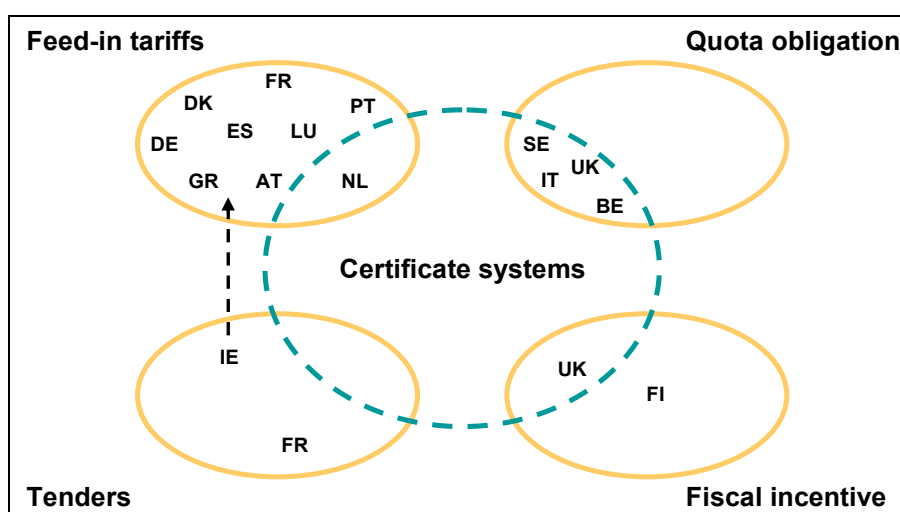 Feed-in tariffs
Quota obligation
FR
DK
PT
ES
LU
DE
GR
AT
NL
SE
UK
IT
BE
Certificate systems
IE
FR
UK
FI
Tenders
Fiscal incentive